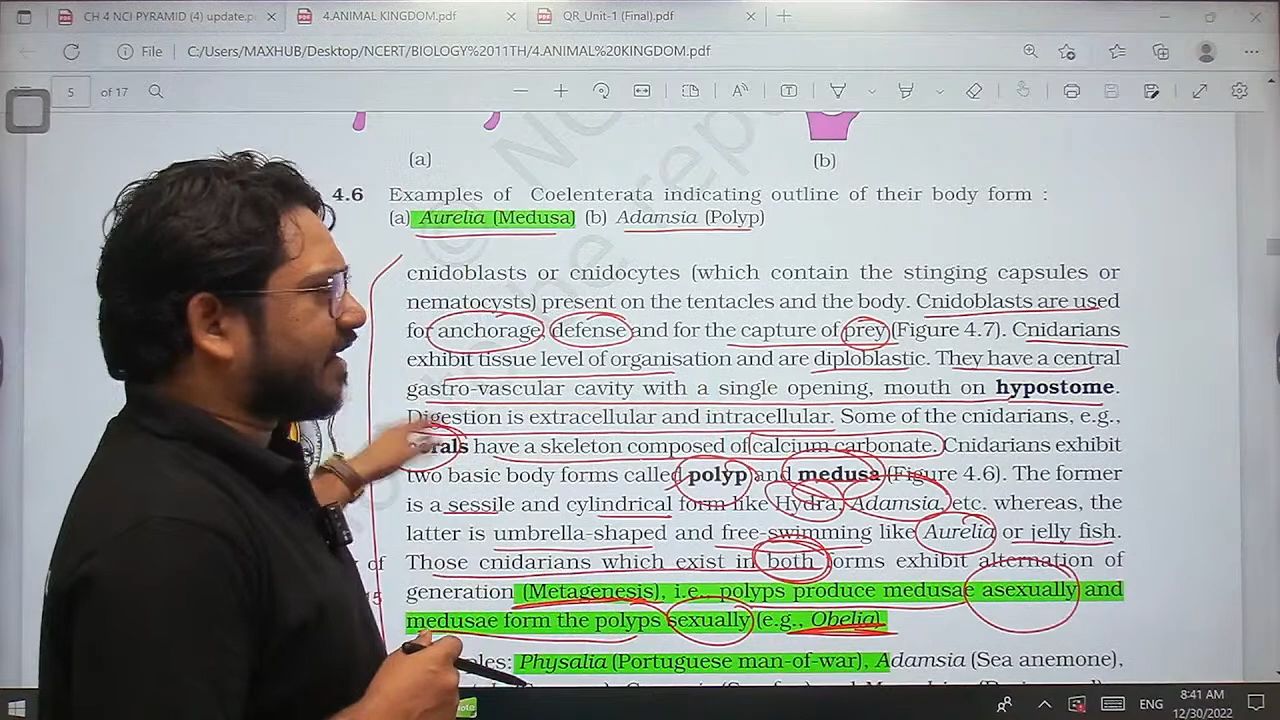 CH 4 NCI PYRAMID (4) update.p
4.ANIMAL KINGDOM.pdf
QR_Unit-1 (Final).pdf
File
C:/Users/MAXHUB/Desktop/NCERT/BIOLOGY%2011TH/4.ANIMAL%20KINGDOM.pdf
5 of 17
(a) (b)
4.6 Examples of Coelenterata indicating outline of their body form :
(a) Aurelia (Medusa) (b) Adamsia (Polyp)
cnidoblasts or cnidocytes (which contain the stinging capsules or
nematocysts) present on the tentacles and the body. Cnidoblasts are used
for anchorage, defense and for the capture of prey (Figure 4.7). Cnidarians
exhibit tissue level of organisation and are diploblastic. They have a central
gastro-vascular cavity with a single opening, mouth on hypostome.
Digestion is extracellular and intracellular. Some of the cnidarians, e.g.,
rals have a skeleton composed of calcium carbonate. Cnidarians exhibit
two basic body forms called polyp and medusa (Figure 4.6). The former
is a sessile and cylindrical form like Hydra, Adamsia, etc. whereas, the
latter is umbrella-shaped and free-swimming like Aurelia or jelly fish.
of Those cnidarians which exist in both forms exhibit alternation of
generation (Metagenesis), i.e., polyps produce medusae asexually and
medusae form the polyps sexually (e.g., Obelia).
les: Physalia (Portuguese man-of-war), Adamsia (Sea anemone),
ENG
8:41 AM
12/30/2022